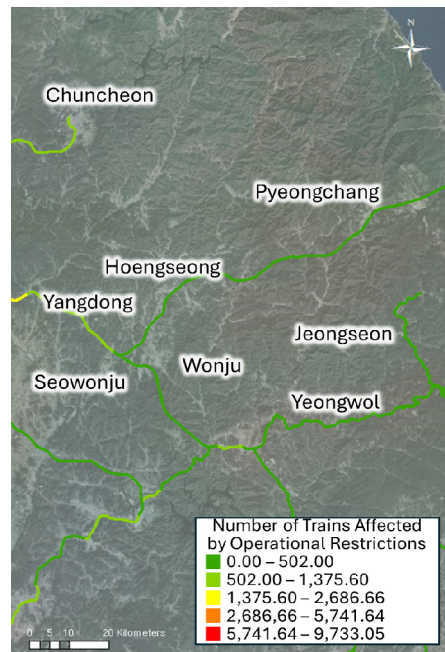 N
Chuncheon
Pyeongchang
Hoengseong
Yangdong
Jeongseon
Wonju
Seowonju
Yeongwol
Number of Trains Affected
by Operational Restrictions
0.00 – 502.00
502.00 – 1,375.60
1,375.60 – 2,686.66
2,686,66 – 5,741.64
5,741.64 – 9,733.05
0 5 10 20 Kilometers